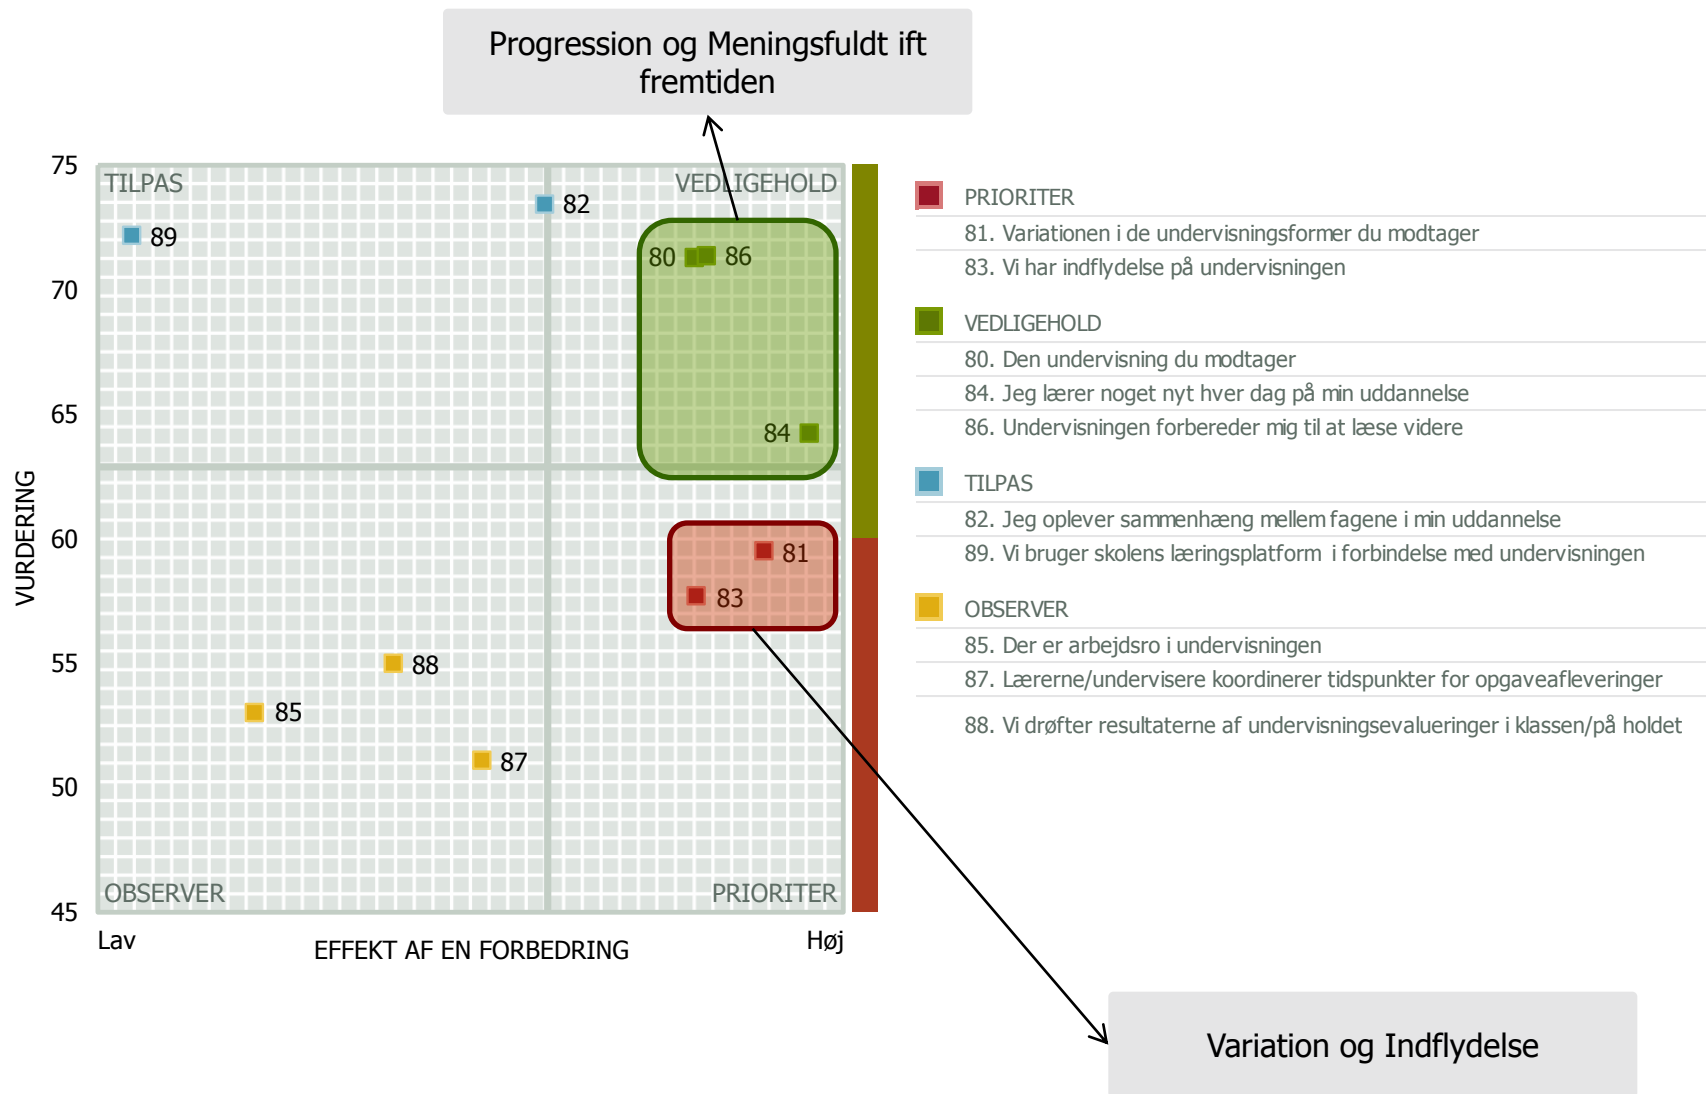 Progression og Meningsfuldt ift
fremtiden
75
70
65
60
55
50
45
VURDERING
TILPAS
VEDLIGEHOLD
82
89
80
86
84
81
83
88
85
87
OBSERVER
PRIORITER
Lav
EFFEKT AF EN FORBEDRING
Høj
PRIORITER
81. Variationen i de undervisningsformer du modtager
83. Vi har indflydelse på undervisningen
VEDLIGEHOLD
80. Den undervisning du modtager
84. Jeg lærer noget nyt hver dag på min uddannelse
86. Undervisningen forbereder mig til at læse videre
TILPAS
82. Jeg oplever sammenhæng mellem fagene i min uddannelse
89. Vi bruger skolens læringsplatform i forbindelse med undervisningen
OBSERVER
85. Der er arbejdsro i undervisningen
87. Lærerne/undervisere koordinerer tidspunkter for opgaveafleveringer
88. Vi drøfter resultaterne af undervisningsevalueringer i klassen/på holdet
Variation og Indflydelse